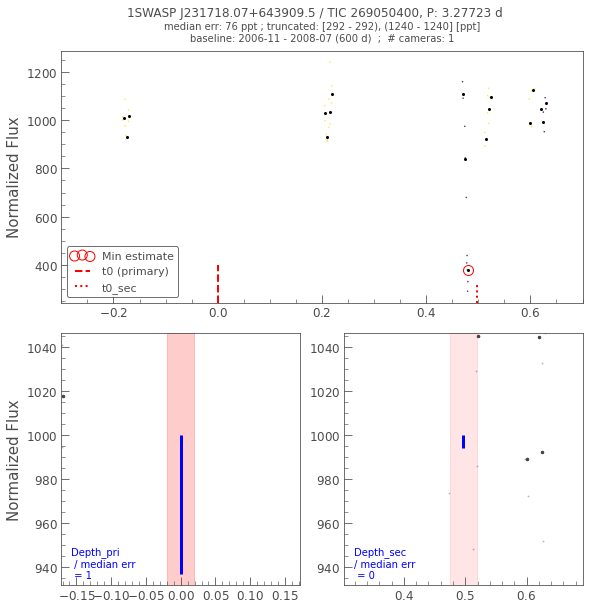 1SWASP J231718.07+643909.5 / TIC 269050400, P: 3.27723 d
median err: 76 ppt ; truncated: [292 - 292), (1240 - 1240] [ppt]
baseline: 2006-11 - 2008-07 (600 d)  ;  # cameras: 1
Normalized Flux
1200
1000
800
600
400
Min estimate
t0 (primary)
t0_sec
−0.2 0.0 0.2 0.4 0.6
Normalized Flux
1040
1020
1000
980
960
940
Depth_pri
/ median err
= 1
−0.15 −0.10 −0.05 0.00 0.05 0.10 0.15
1040
1020
1000
980
960
940
Depth_sec
/ median err
= 0
0.4 0.5 0.6